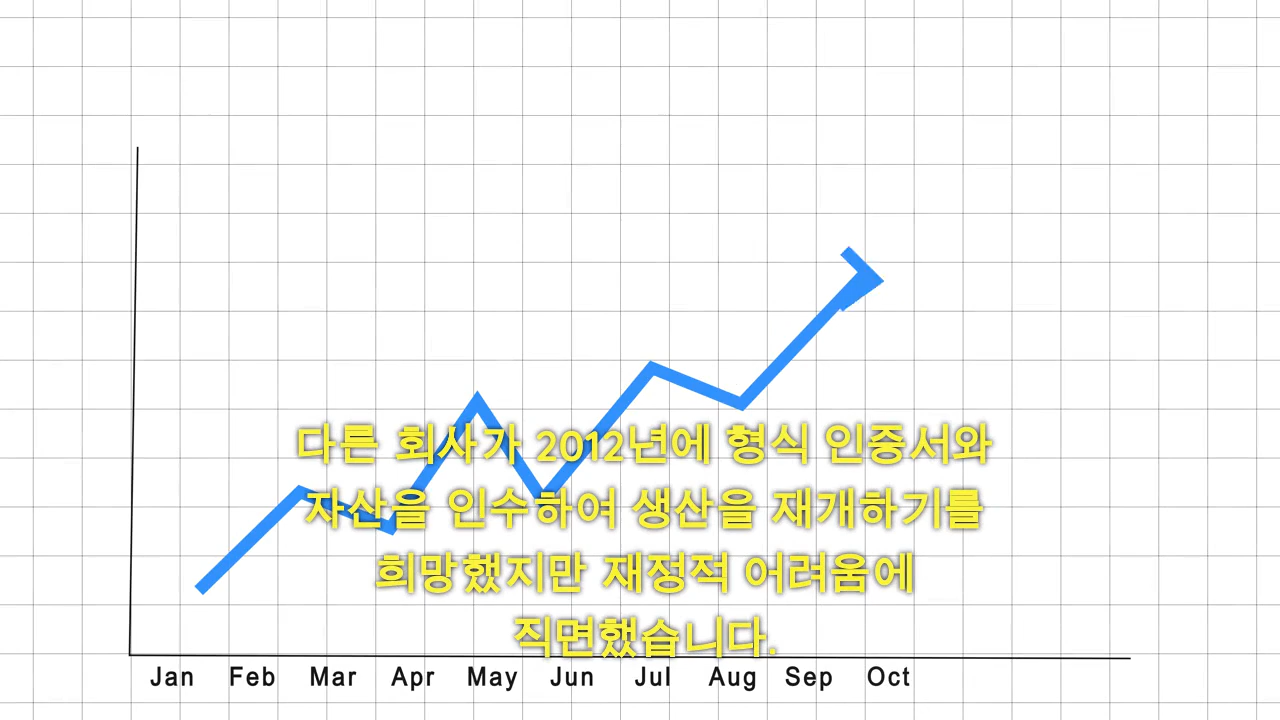 다른 회사가 2012년에 형식 인증서와
자산을 인수하여 생산을 재개하기를
희망했지만 재정적 어려움에
직면했습니다.
Jan Feb Mar Apr May Jun Jul Aug Sep Oct